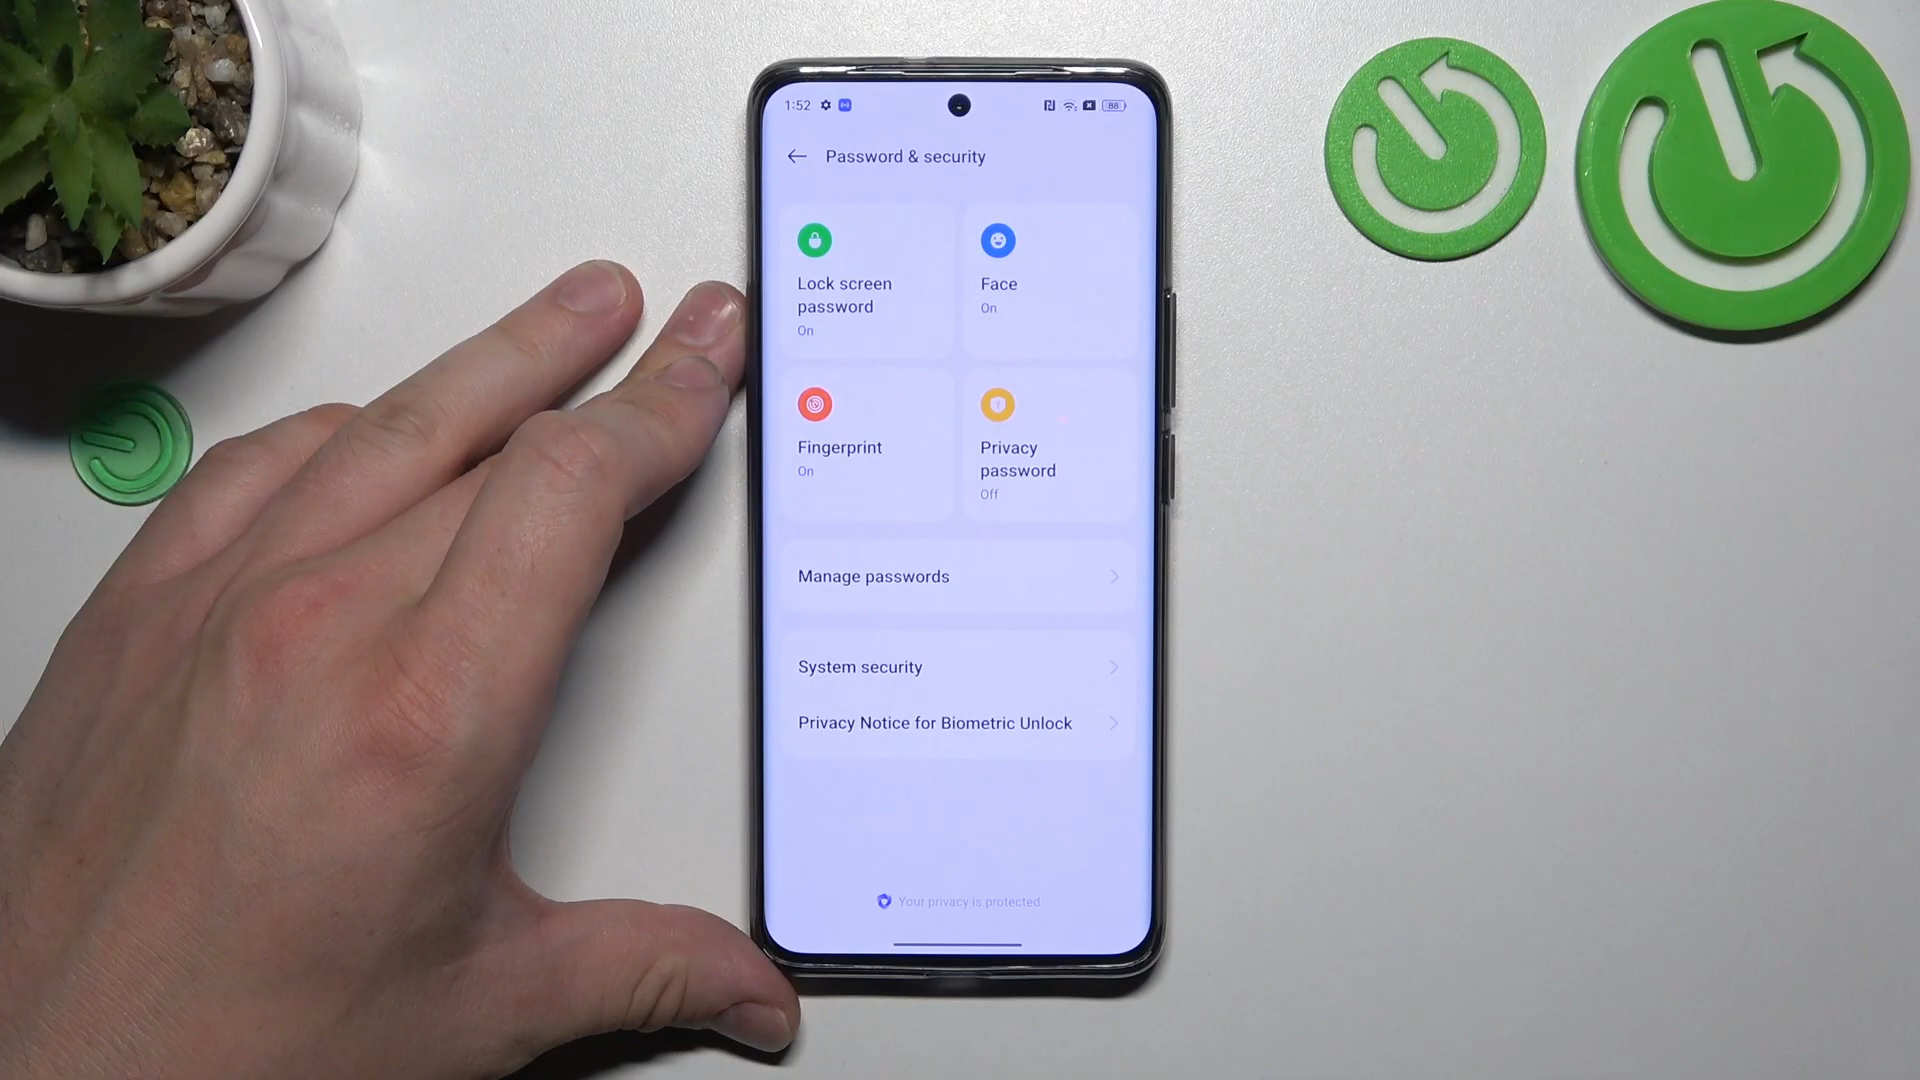 1:52
88
Password & security
Lock screen
password
On
Face
On
Fingerprint
On
Privacy
password
Off
Manage passwords
System security
Privacy Notice for Biometric Unlock
Your privacy is protected